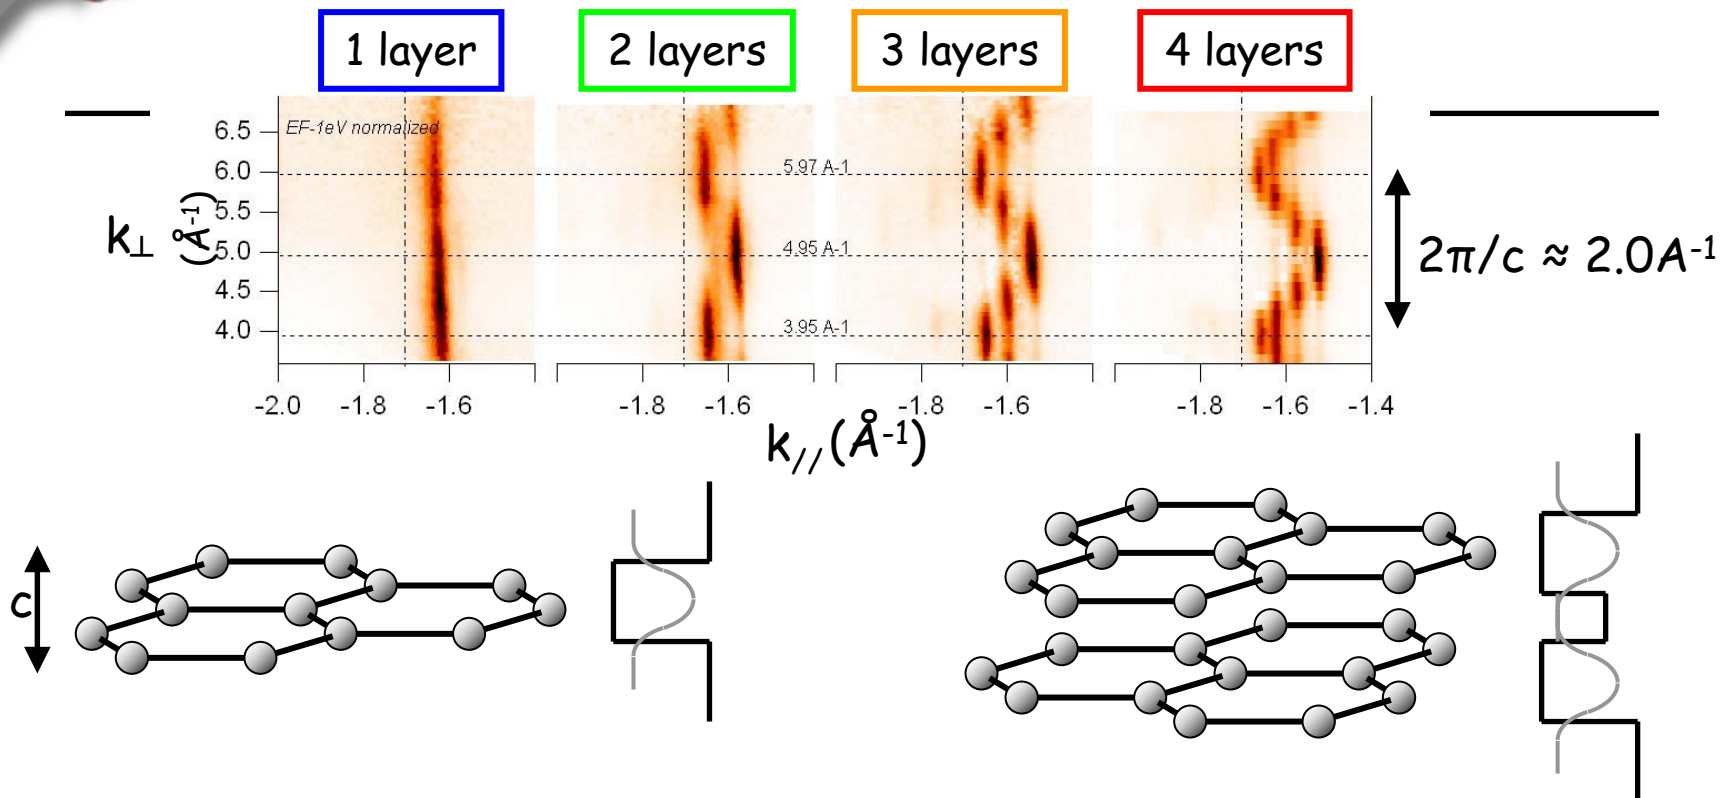 1 layer
2 layers
3 layers
4 layers
EF-1eV normalized
6.5
6.0
5.5
5.0
4.5
4.0
k⊥ (Å-1)
5.97 A-1
4.95 A-1
3.95 A-1
2π/c ≈ 2.0A-1
-2.0 -1.8 -1.6 -1.8 -1.6 -1.8 -1.6 -1.8 -1.6 -1.4
k// (Å-1)
c